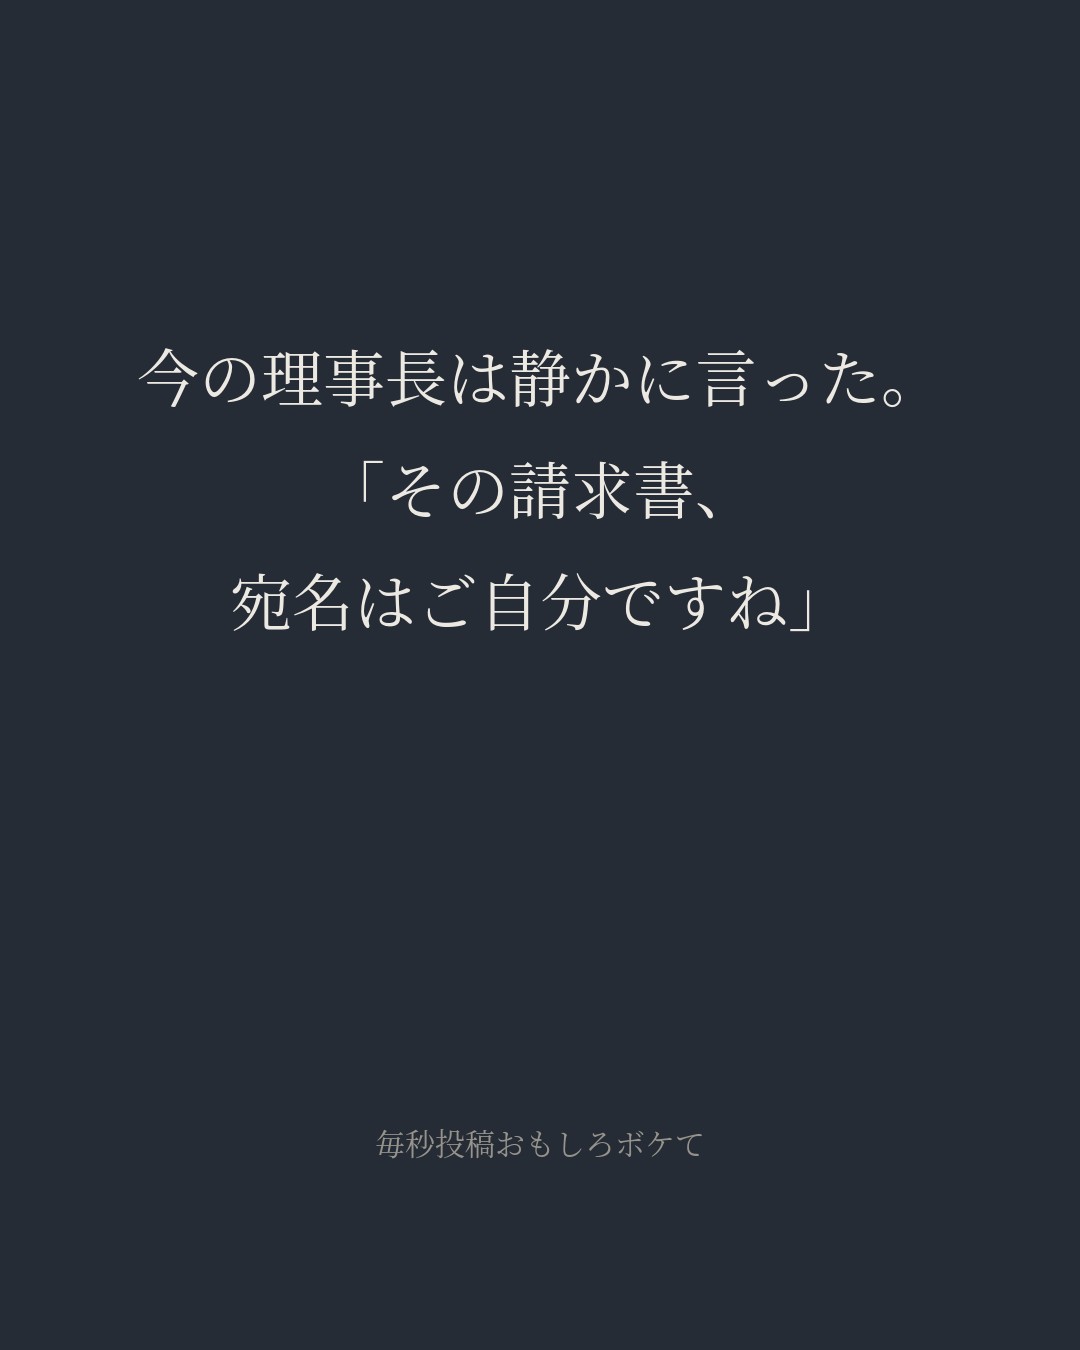 今の理事長は静かに言った。
「その請求書、
宛名はご自分ですね」
毎秒投稿おもしろボケて